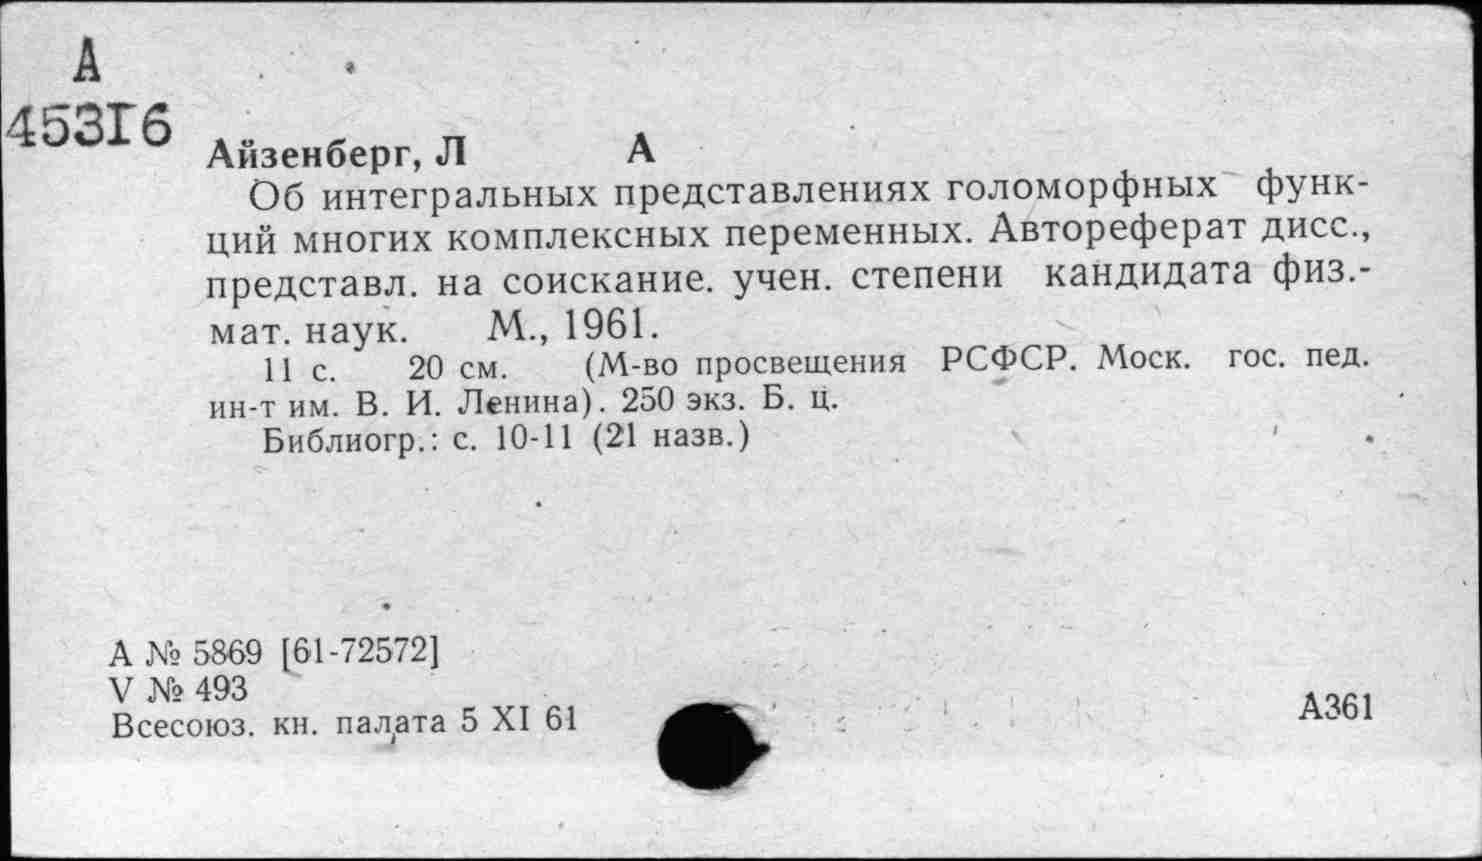 А
45316
Айзенберг, Л А
Об интегральных представлениях голоморфных функ-
ций многих комплексных переменных. Автореферат дисс.,
представл. на соискание. учен. степени кандидата физ.-
мат. наук. М., 1961.
11 с. 20 см. (М-во просвещения РСФСР. Моск. гос. пед.
ин-т им. В. И. Ленина). 250 экз. Б. ц.
Библиогр.: с. 10-11 (21 назв.)
А № 5869 [61-72572]
V № 493
Всесоюз. кн. палата 5 XI 61
А361